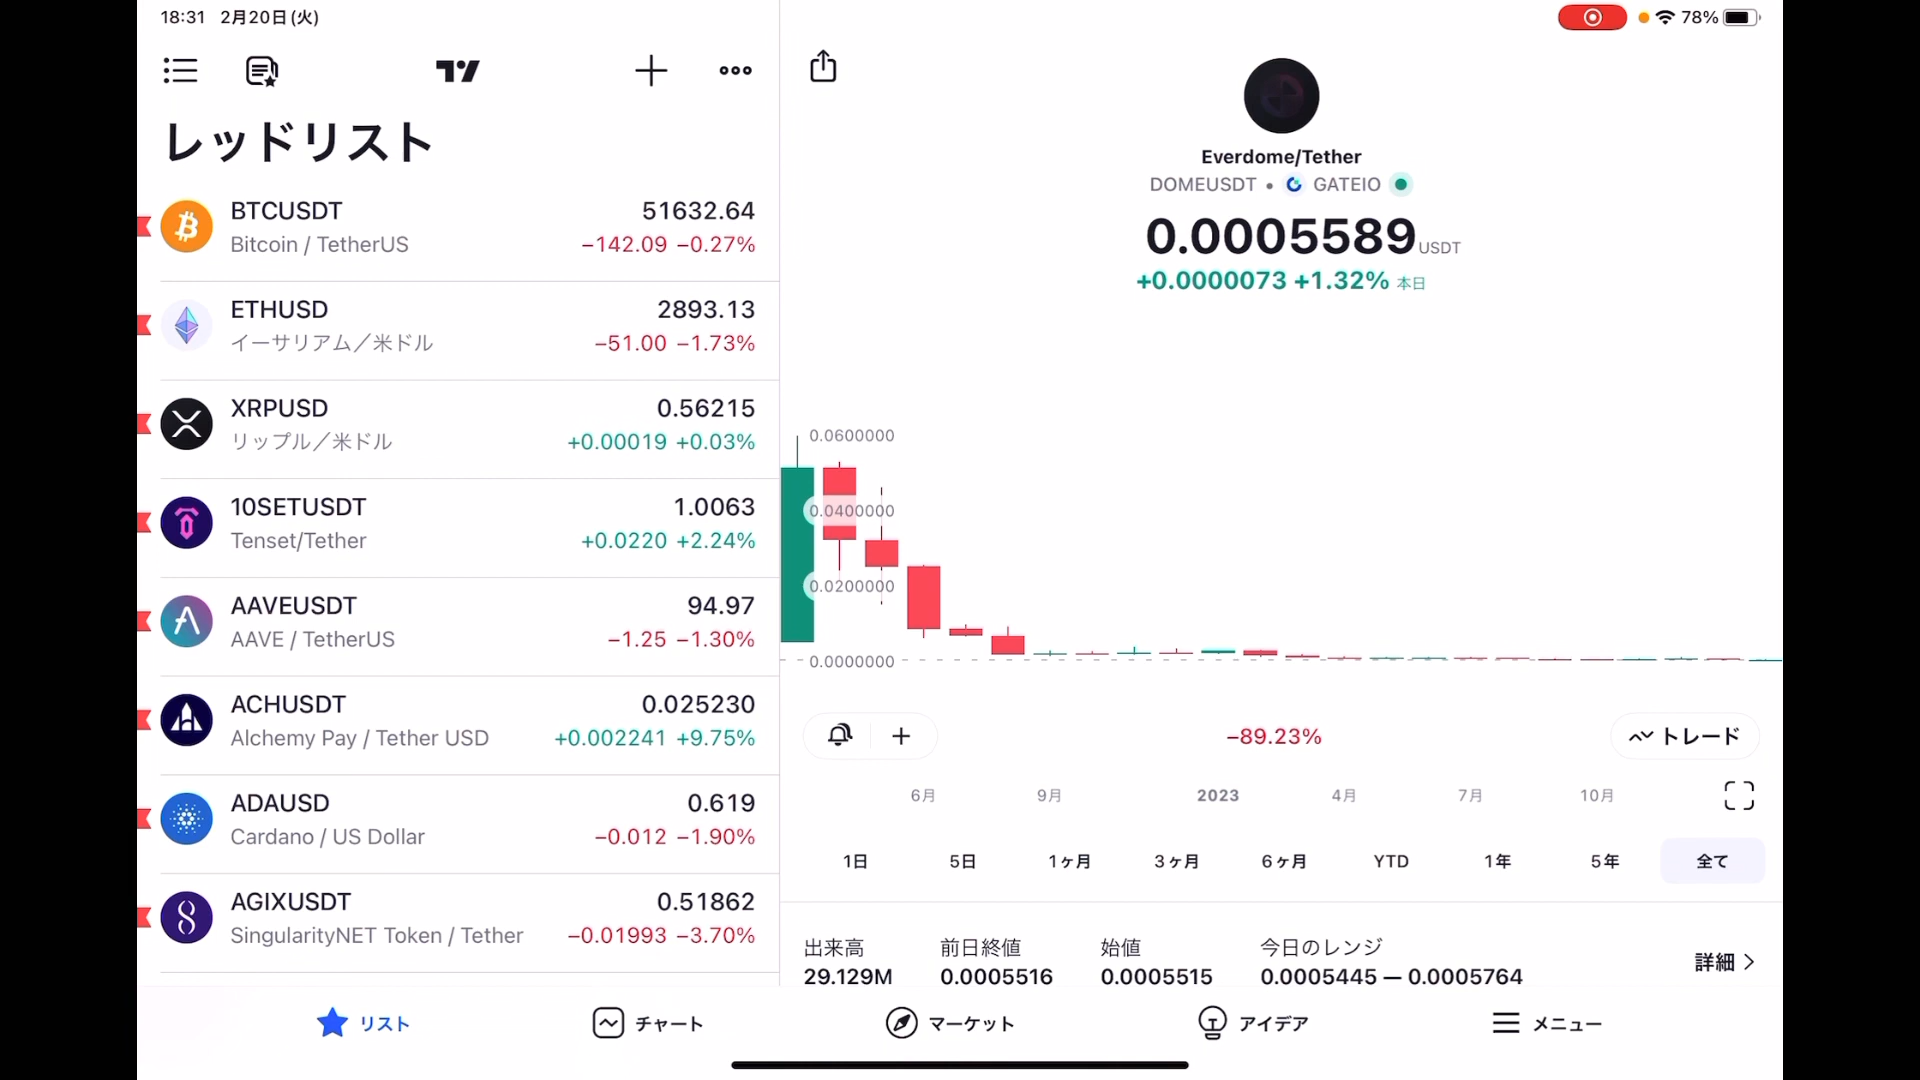 18:31 2月20日(火)
78%
レッドリスト
BTCUSDT 51632.64
Bitcoin / TetherUS −142.09 −0.27%
ETHUSD 2893.13
イーサリアム／米ドル −51.00 −1.73%
XRPUSD 0.56215
リップル／米ドル +0.00019 +0.03%
10SETUSDT 1.0063
Tenset/Tether +0.0220 +2.24%
AAVEUSDT 94.97
AAVE / TetherUS −1.25 −1.30%
ACHUSDT 0.025230
Alchemy Pay / Tether USD +0.002241 +9.75%
ADAUSD 0.619
Cardano / US Dollar −0.012 −1.90%
AGIXUSDT 0.51862
SingularityNET Token / Tether −0.01993 −3.70%
Everdome/Tether
DOMEUSDT • GATEIO
0.0005589 USDT
+0.0000073 +1.32% 本日
0.0600000
0.0400000
0.0200000
0.0000000
−89.23%
トレード
6月 9月 2023 4月 7月 10月
1日 5日 1ヶ月 3ヶ月 6ヶ月 YTD 1年 5年 全て
出来高 前日終値 始値 今日のレンジ
29.129M 0.0005516 0.0005515 0.0005445 — 0.0005764
詳細
リスト チャート マーケット アイデア メニュー